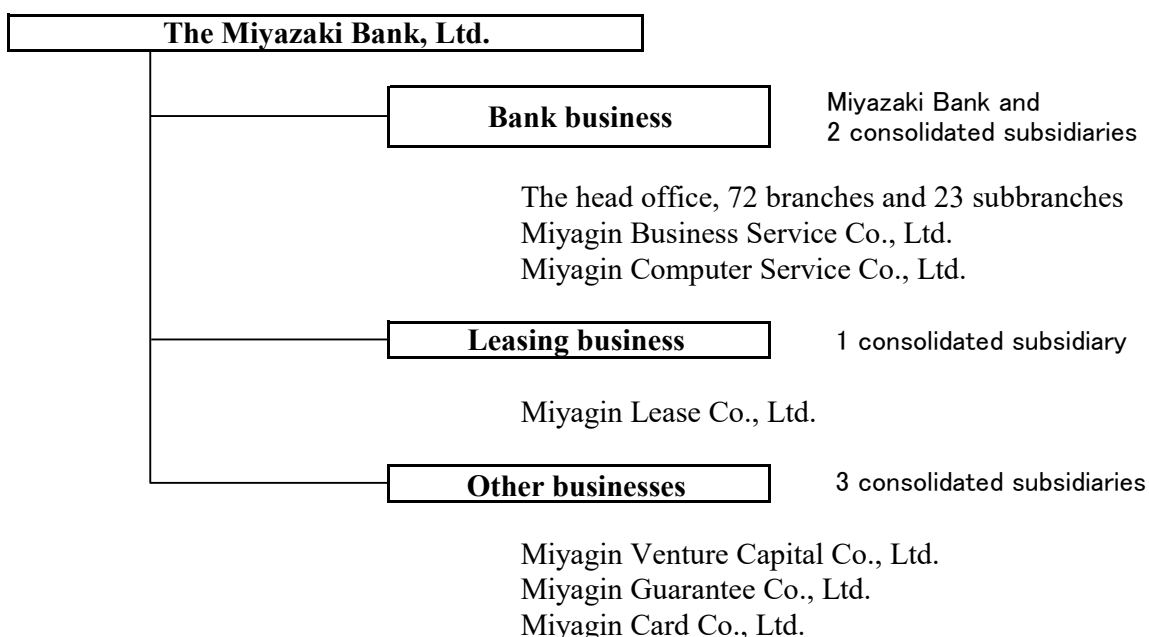 The Miyazaki Bank, Ltd.
Bank business
Miyazaki Bank and
2 consolidated subsidiaries
The head office, 72 branches and 23 subbranches
Miyagin Business Service Co., Ltd.
Miyagin Computer Service Co., Ltd.
Leasing business
1 consolidated subsidiary
Miyagin Lease Co., Ltd.
Other businesses
3 consolidated subsidiaries
Miyagin Venture Capital Co., Ltd.
Miyagin Guarantee Co., Ltd.
Miyagin Card Co., Ltd.